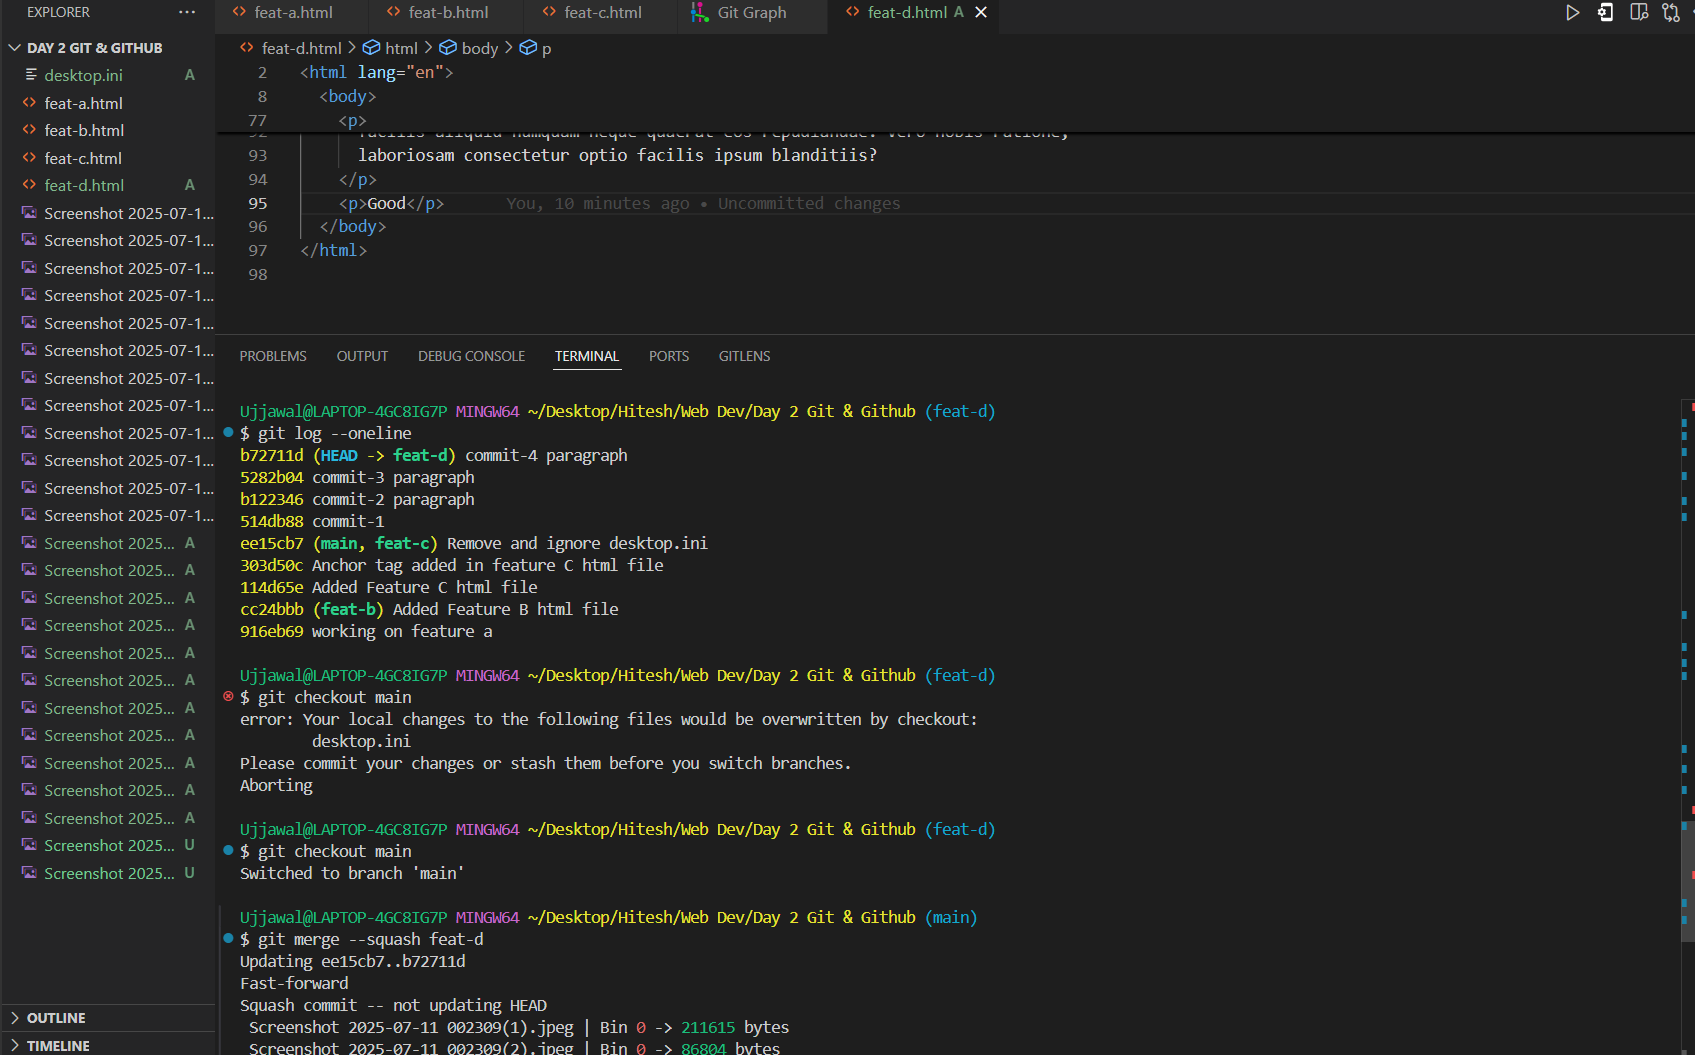 EXPLORER ...
DAY 2 GIT & GITHUB
desktop.ini A
feat-a.html
feat-b.html
feat-c.html
feat-d.html A
Screenshot 2025-07-1...
Screenshot 2025-07-1...
Screenshot 2025-07-1...
Screenshot 2025-07-1...
Screenshot 2025-07-1...
Screenshot 2025-07-1...
Screenshot 2025-07-1...
Screenshot 2025-07-1...
Screenshot 2025-07-1...
Screenshot 2025-07-1...
Screenshot 2025-07-1...
Screenshot 2025-07-1...
Screenshot 2025... A
Screenshot 2025... A
Screenshot 2025... A
Screenshot 2025... A
Screenshot 2025... A
Screenshot 2025... A
Screenshot 2025... A
Screenshot 2025... A
Screenshot 2025... A
Screenshot 2025... A
Screenshot 2025... A
Screenshot 2025... U
Screenshot 2025... U
OUTLINE
TIMELINE
feat-a.html feat-b.html feat-c.html Git Graph feat-d.html A
feat-d.html > html > body > p
2 <html lang="en">
8 <body>
77 <p>
92 facilis aliquid numquam neque quaerat eos repudiandae! Vero nobis ratione,
93 laboriosam consectetur optio facilis ipsum blanditiis?
94 </p>
95 <p>Good</p> You, 10 minutes ago • Uncommitted changes
96 </body>
97 </html>
98
PROBLEMS OUTPUT DEBUG CONSOLE TERMINAL PORTS GITLENS
Ujjawal@LAPTOP-4GC8IG7P MINGW64 ~/Desktop/Hitesh/Web Dev/Day 2 Git & Github (feat-d)
$ git log --oneline
b72711d (HEAD -> feat-d) commit-4 paragraph
5282b04 commit-3 paragraph
b122346 commit-2 paragraph
514db88 commit-1
ee15cb7 (main, feat-c) Remove and ignore desktop.ini
303d50c Anchor tag added in feature C html file
114d65e Added Feature C html file
cc24bbb (feat-b) Added Feature B html file
916eb69 working on feature a
Ujjawal@LAPTOP-4GC8IG7P MINGW64 ~/Desktop/Hitesh/Web Dev/Day 2 Git & Github (feat-d)
$ git checkout main
error: Your local changes to the following files would be overwritten by checkout:
desktop.ini
Please commit your changes or stash them before you switch branches.
Aborting
Ujjawal@LAPTOP-4GC8IG7P MINGW64 ~/Desktop/Hitesh/Web Dev/Day 2 Git & Github (feat-d)
$ git checkout main
Switched to branch 'main'
Ujjawal@LAPTOP-4GC8IG7P MINGW64 ~/Desktop/Hitesh/Web Dev/Day 2 Git & Github (main)
$ git merge --squash feat-d
Updating ee15cb7..b72711d
Fast-forward
Squash commit -- not updating HEAD
Screenshot 2025-07-11 002309(1).jpeg | Bin 0 -> 211615 bytes
Screenshot 2025-07-11 002309(2).jpeg | Bin 0 -> 86804 bytes